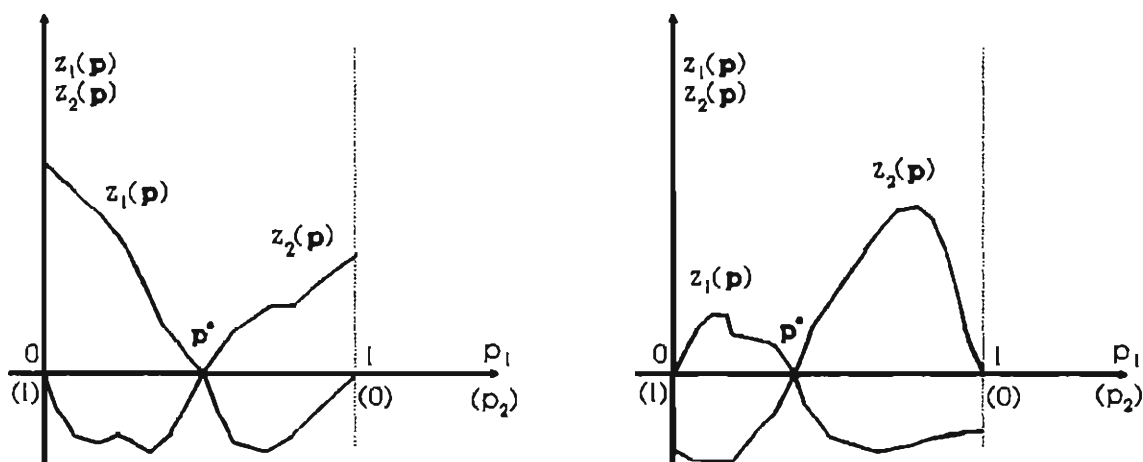 z₁(p)
z₂(p)
z₁(p)
z₂(p)
p*
0
1
p₁
(1)
(0)
(p₂)
z₁(p)
z₂(p)
z₂(p)
z₁(p)
p*
0
1
p₁
(1)
(0)
(p₂)